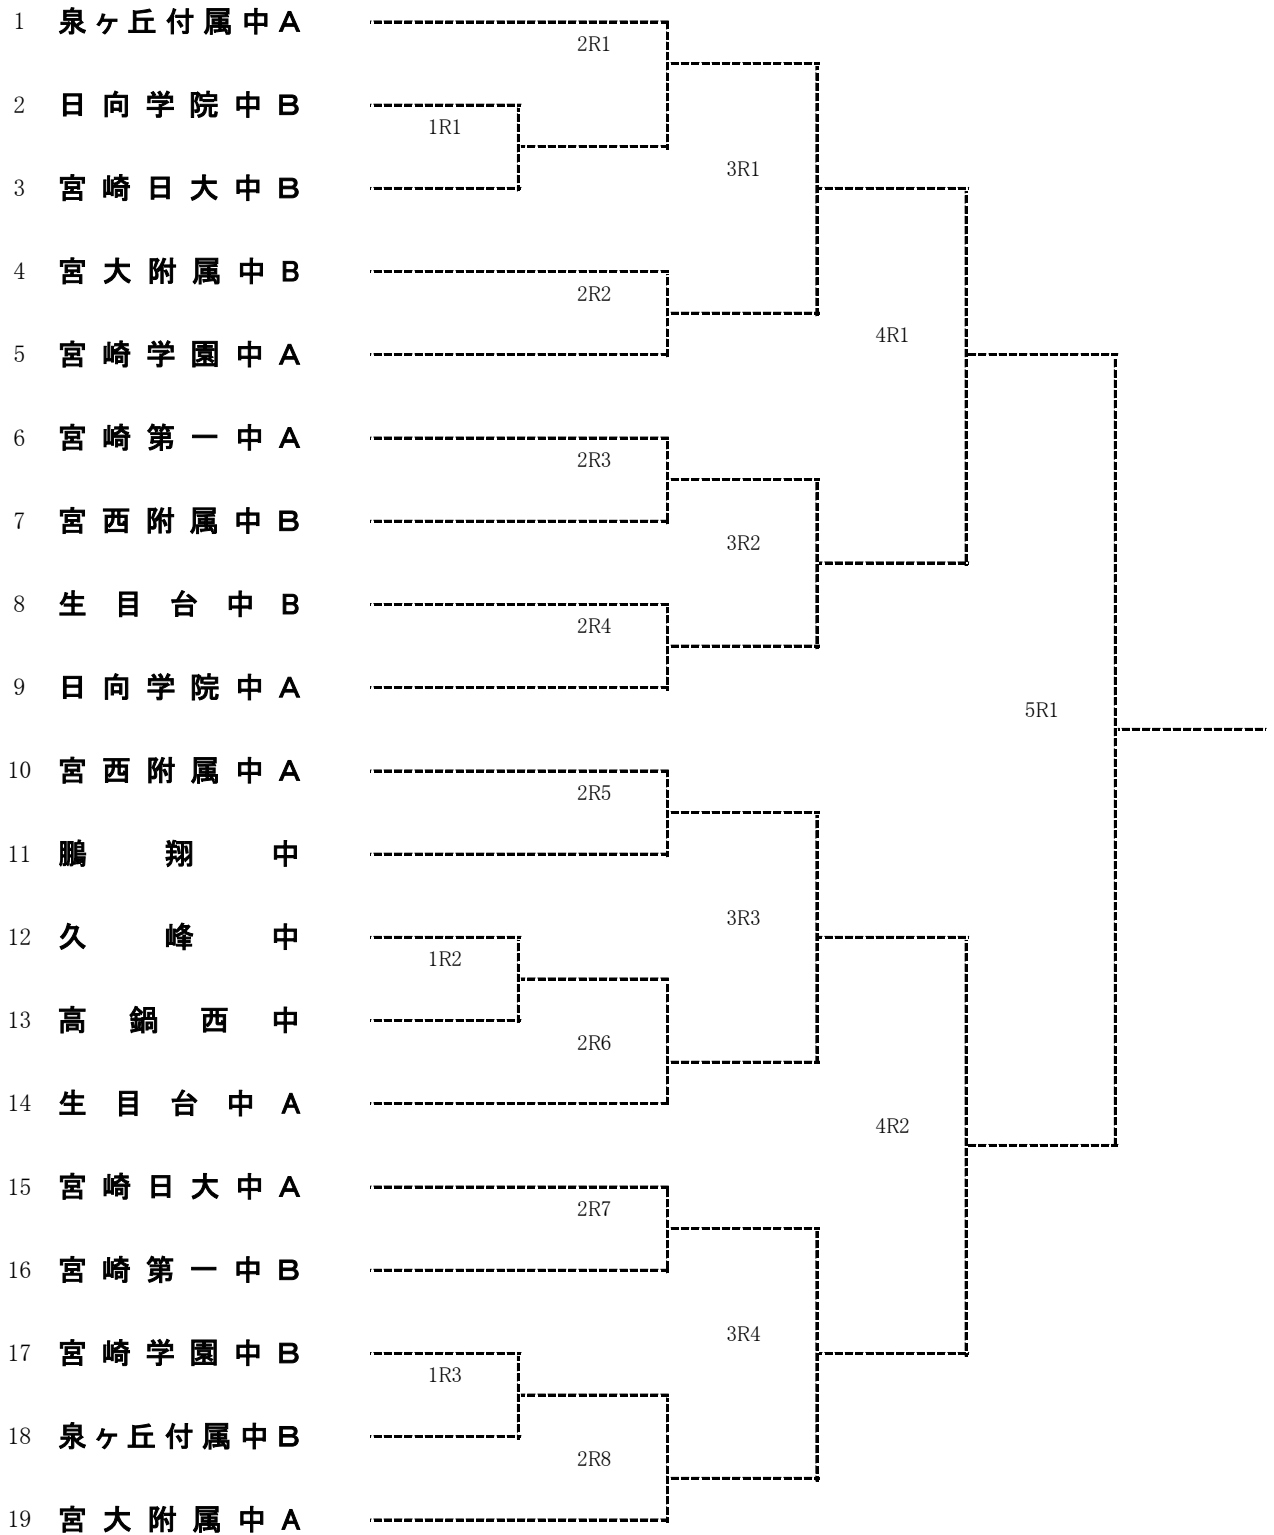 1 泉ヶ丘付属中A
2R1
2 日向学院中B
1R1
3R1
3 宮崎日大中B
4 宮大附属中B
2R2
4R1
5 宮崎学園中A
6 宮崎第一中A
2R3
7 宮西附属中B
3R2
8 生目台中B
2R4
9 日向学院中A
5R1
10 宮西附属中A
2R5
11 鵬翔中
3R3
12 久峰中
1R2
13 高鍋西中
2R6
14 生目台中A
4R2
15 宮崎日大中A
2R7
16 宮崎第一中B
3R4
17 宮崎学園中B
1R3
18 泉ヶ丘付属中B
2R8
19 宮大附属中A